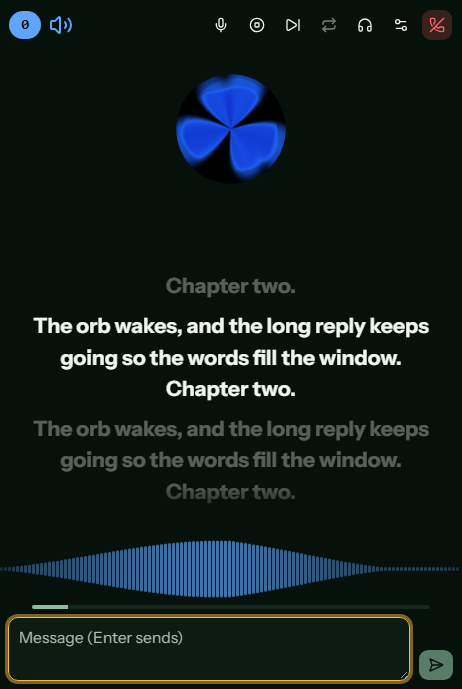 0
Chapter two.
The orb wakes, and the long reply keeps
going so the words fill the window.
Chapter two.
The orb wakes, and the long reply keeps
going so the words fill the window.
Chapter two.
Message (Enter sends)